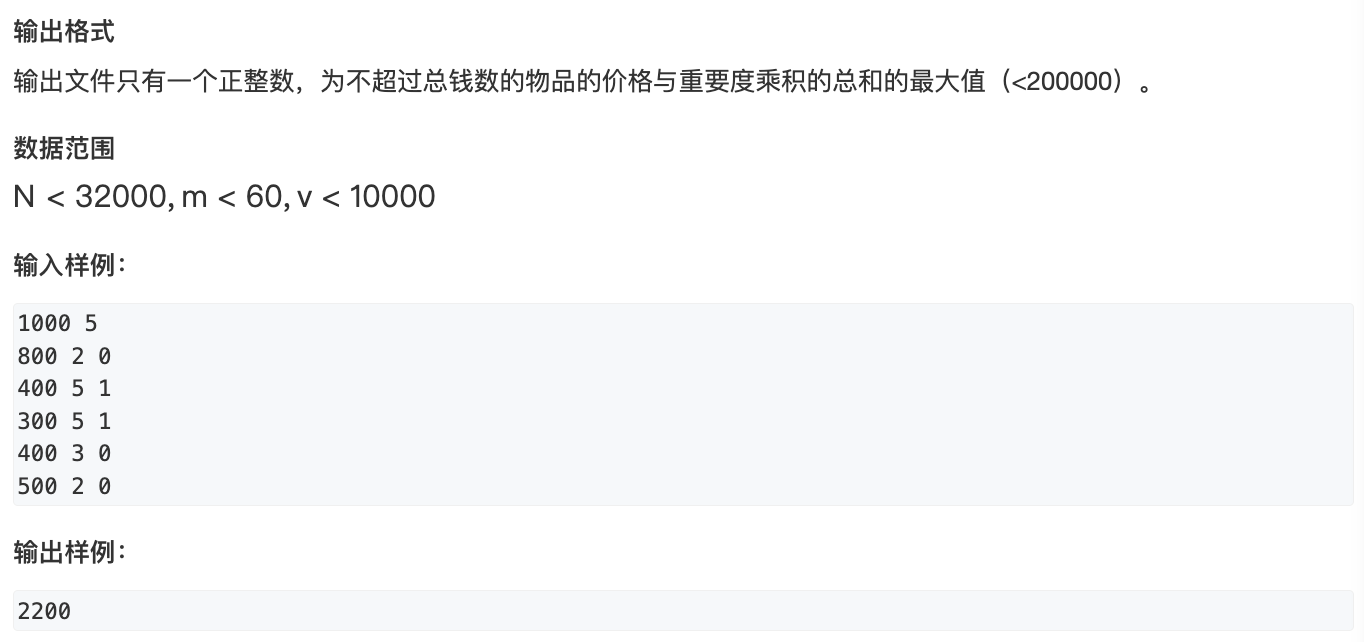 输出格式
输出文件只有一个正整数，为不超过总钱数的物品的价格与重要度乘积的总和的最大值（<200000）。
数据范围
N < 32000, m < 60, v < 10000
输入样例：
1000 5
800 2 0
400 5 1
300 5 1
400 3 0
500 2 0
输出样例：
2200